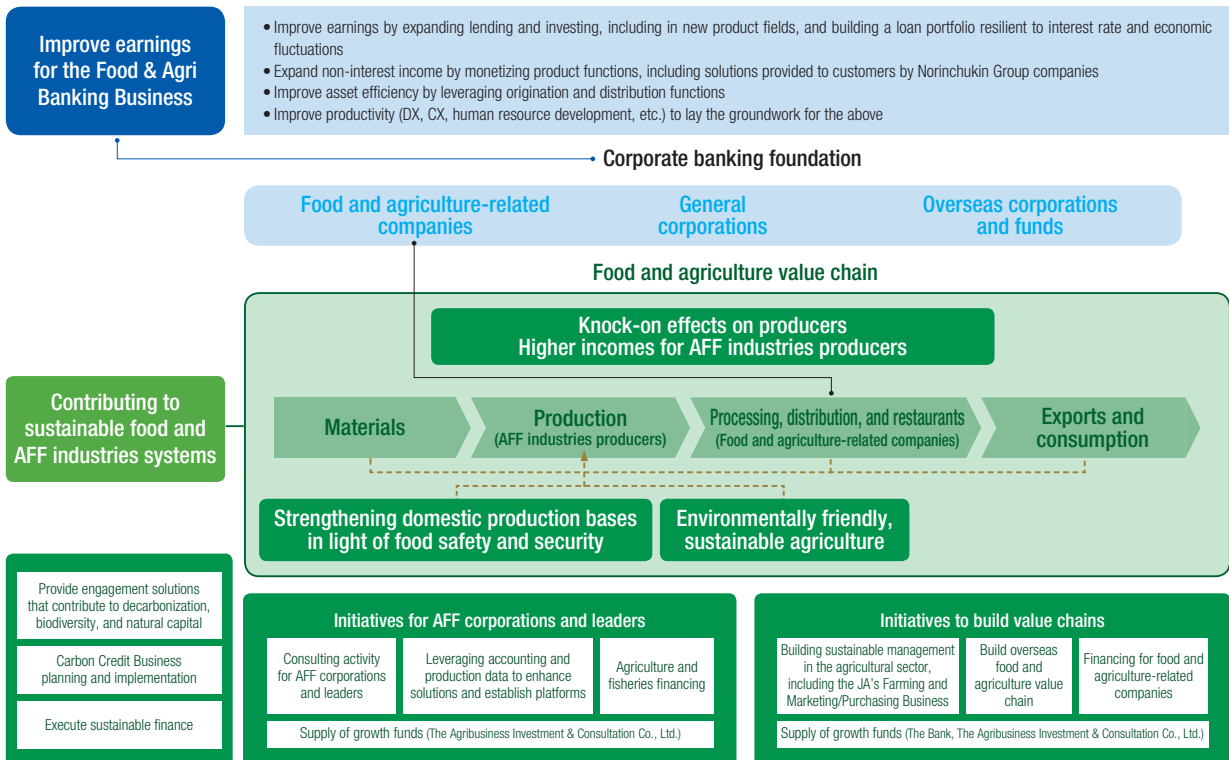 Improve earnings
for the Food & Agri
Banking Business
• Improve earnings by expanding lending and investing, including in new product fields, and building a loan portfolio resilient to interest rate and economic
fluctuations
• Expand non-interest income by monetizing product functions, including solutions provided to customers by Norinchukin Group companies
• Improve asset efficiency by leveraging origination and distribution functions
• Improve productivity (DX, CX, human resource development, etc.) to lay the groundwork for the above
Corporate banking foundation
Food and agriculture-related
companies
General
corporations
Overseas corporations
and funds
Food and agriculture value chain
Knock-on effects on producers
Higher incomes for AFF industries producers
Contributing to
sustainable food and
AFF industries systems
Materials
Production
(AFF industries producers)
Processing, distribution, and restaurants
(Food and agriculture-related companies)
Exports and
consumption
Strengthening domestic production bases
in light of food safety and security
Environmentally friendly,
sustainable agriculture
Provide engagement solutions
that contribute to decarbonization,
biodiversity, and natural capital
Carbon Credit Business
planning and implementation
Execute sustainable finance
Initiatives for AFF corporations and leaders
Consulting activity
for AFF corporations
and leaders
Leveraging accounting and
production data to enhance
solutions and establish platforms
Agriculture and
fisheries financing
Supply of growth funds (The Agribusiness Investment & Consultation Co., Ltd.)
Initiatives to build value chains
Building sustainable management
in the agricultural sector,
including the JA's Farming and
Marketing/Purchasing Business
Build overseas
food and
agriculture value
chain
Financing for food and
agriculture-related
companies
Supply of growth funds (The Bank, The Agribusiness Investment & Consultation Co., Ltd.)